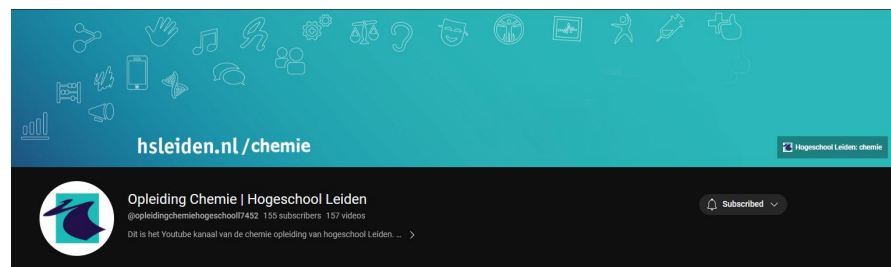 hsleiden.nl/chemie
Hogeschool Leiden: chemie
Opleiding Chemie | Hogeschool Leiden
@opleidingchemiehogeschooll7452 155 subscribers 157 videos
Dit is het Youtube kanaal van de chemie opleiding van hogeschool Leiden. ...
Subscribed